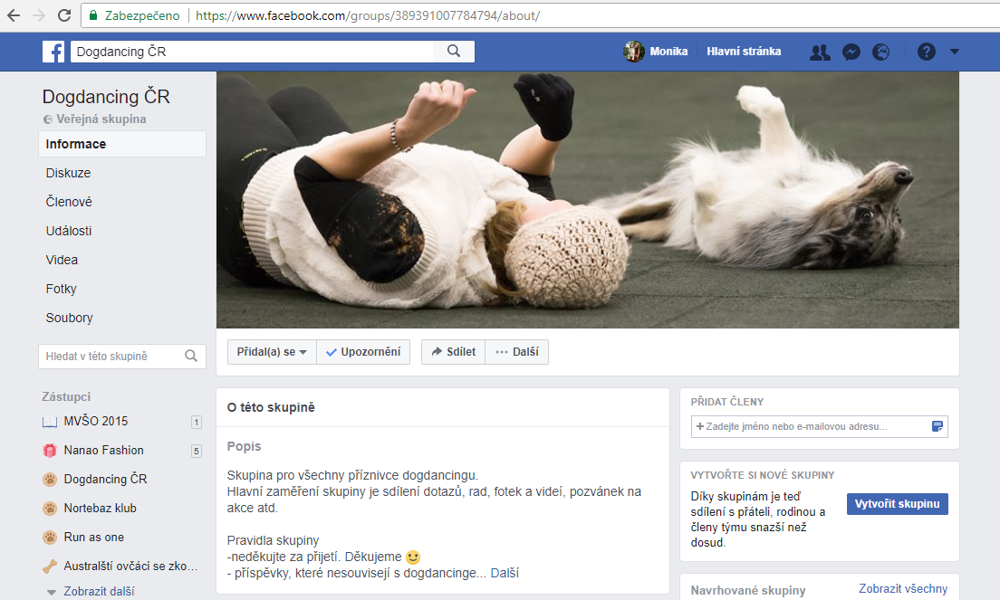 Zabezpečeno https://www.facebook.com/groups/389391007784794/about/
f Dogdancing ČR Monika Hlavní stránka ?
Dogdancing ČR
Veřejná skupina
Informace
Diskuze
Členové
Události
Videa
Fotky
Soubory
Hledat v této skupině
Zástupci
MVŠO 2015 1
Nanao Fashion 5
Dogdancing ČR
Nortebaz klub
Run as one
Australští ovčáci se zko...
Zobrazit další
Přidal(a) se Upozornění Sdílet ··· Další
O této skupině
Popis
Skupina pro všechny příznivce dogdancingu.
Hlavní zaměření skupiny je sdílení dotazů, rad, fotek a videí, pozvánek na
akce atd.
Pravidla skupiny
-neděkujte za přijetí. Děkujeme 🙂
- příspěvky, které nesouvisejí s dogdancinge... Další
PŘIDAT ČLENY
+ Zadejte jméno nebo e-mailovou adresu...
VYTVOŘTE SI NOVÉ SKUPINY
Díky skupinám je teď
sdílení s přáteli, rodinou a
členy týmu snazší než
dosud.
Vytvořit skupinu
Navrhované skupiny Zobrazit všechny